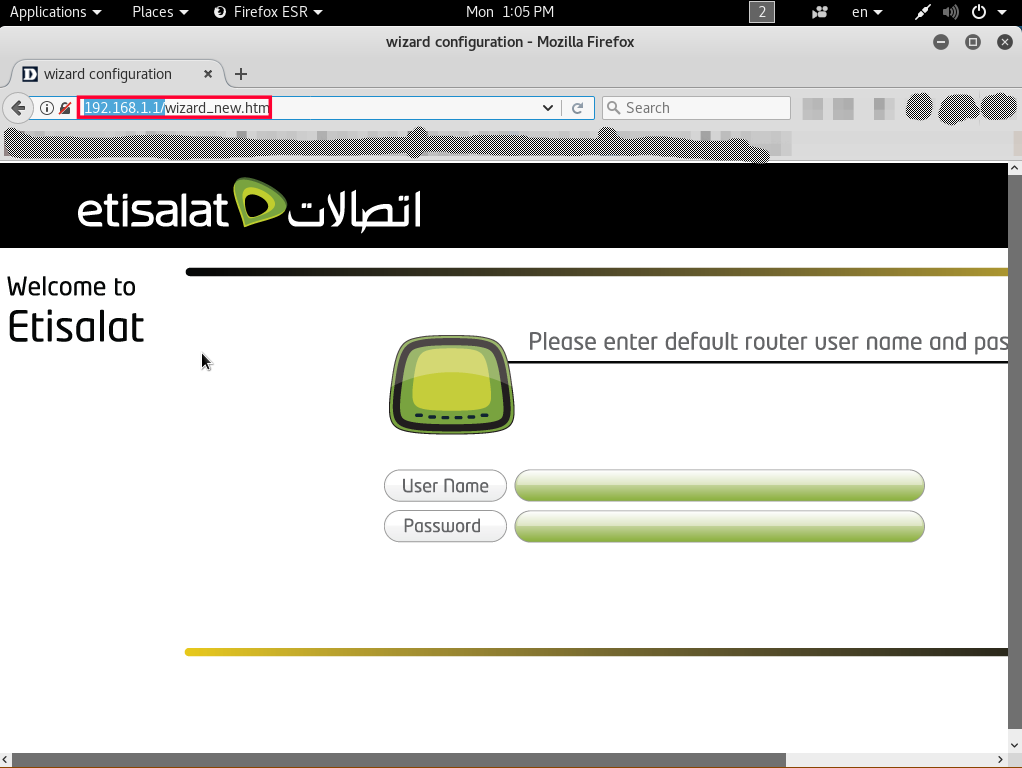 Applications Places Firefox ESR Mon 1:05 PM 2 en
wizard configuration - Mozilla Firefox
wizard configuration
192.168.1.1/wizard_new.htm Search
etisalat اتصالات
Welcome to
Etisalat
Please enter default router user name and pas
User Name
Password